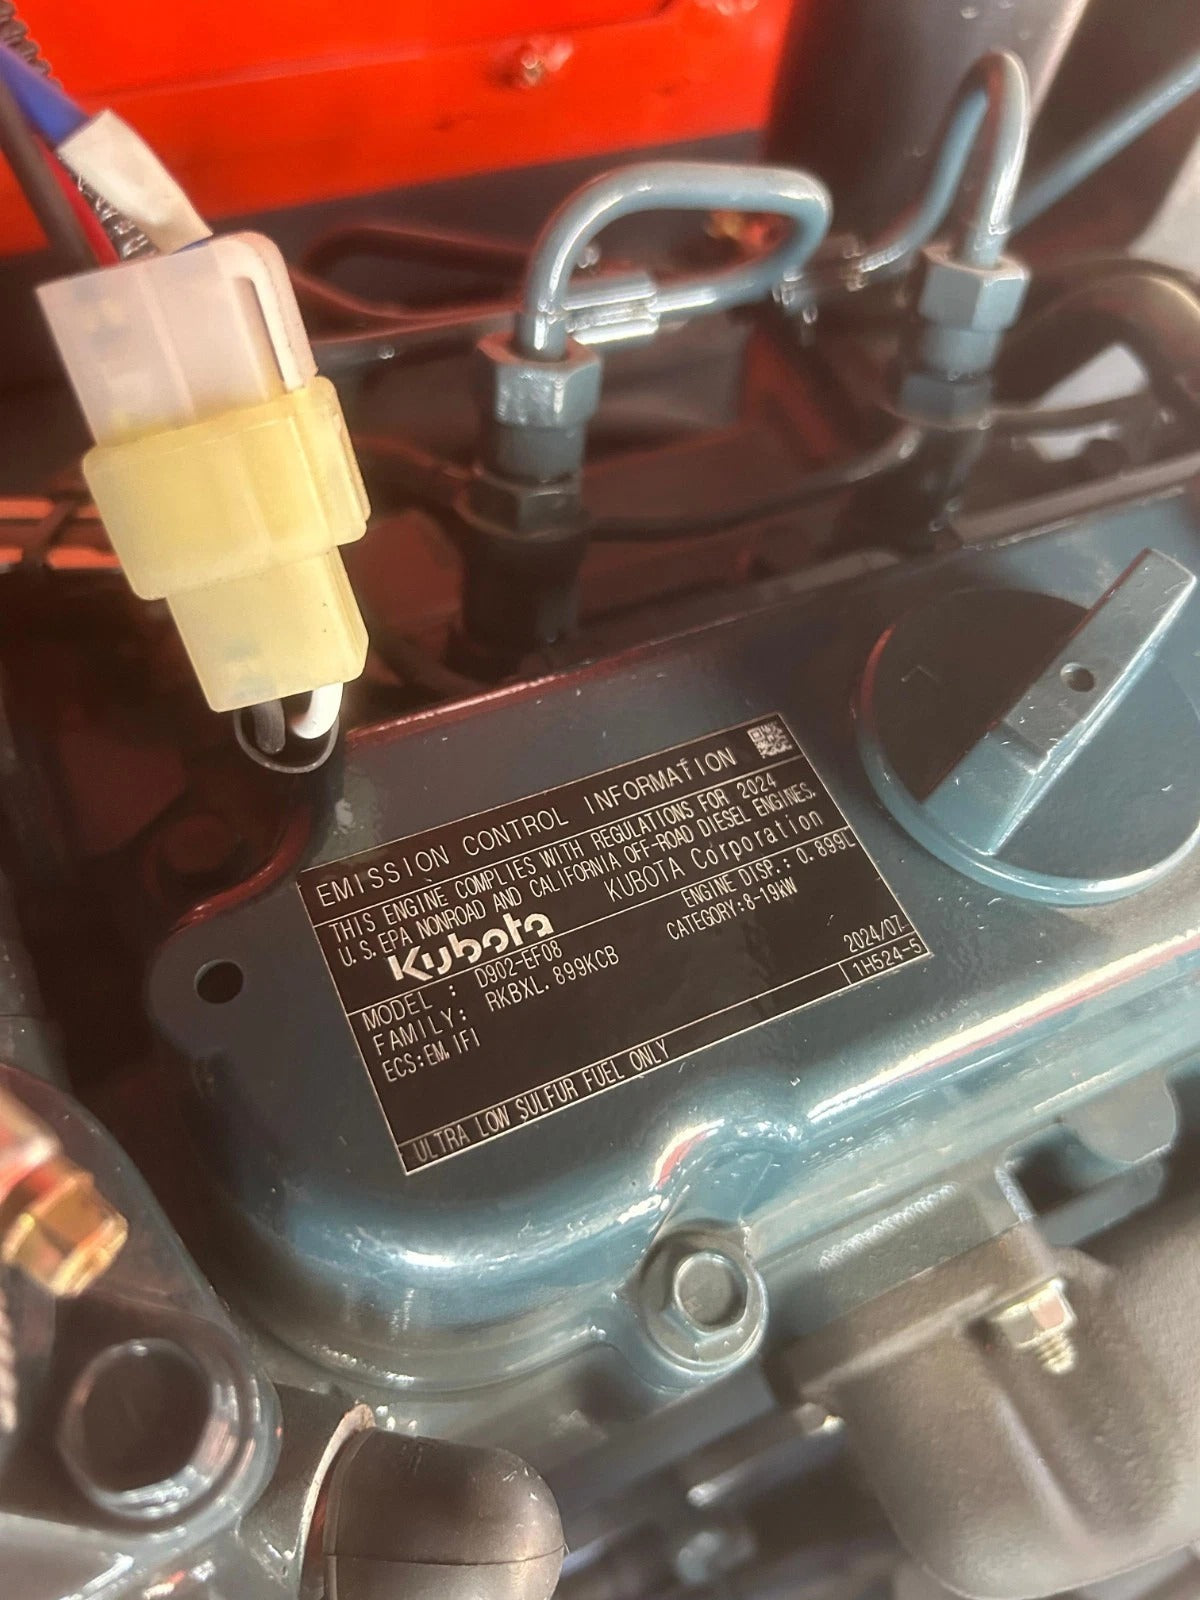 EMISSION CONTROL INFORMATION
THIS ENGINE COMPLIES WITH REGULATIONS FOR 2024
U.S. EPA NONROAD AND CALIFORNIA OFF-ROAD DIESEL ENGINES.
Kubota KUBOTA Corporation
MODEL : D902-EF08 ENGINE DISP.: 0.899L
FAMILY: RKBXL.899KCB CATEGORY:8-19kW
ECS:EM,IFI
2024/07
ULTRA LOW SULFUR FUEL ONLY 1H524-5